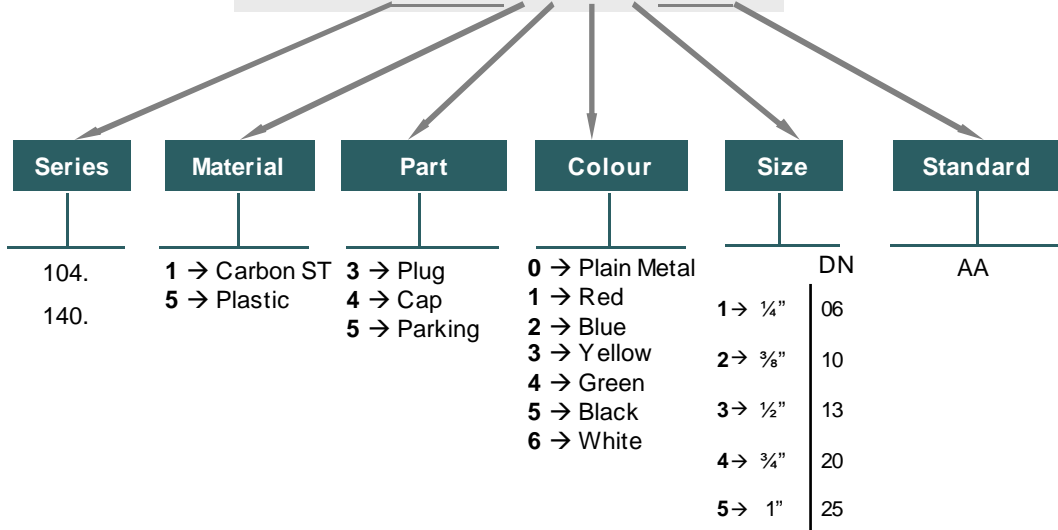 Series
Material
Part
Colour
Size
Standard
104.
140.
1 → Carbon ST
5 → Plastic
3 → Plug
4 → Cap
5 → Parking
0 → Plain Metal
1 → Red
2 → Blue
3 → Yellow
4 → Green
5 → Black
6 → White
DN
1→ ¼” 06
2→ ⅜” 10
3→ ½” 13
4→ ¾” 20
5→ 1” 25
AA